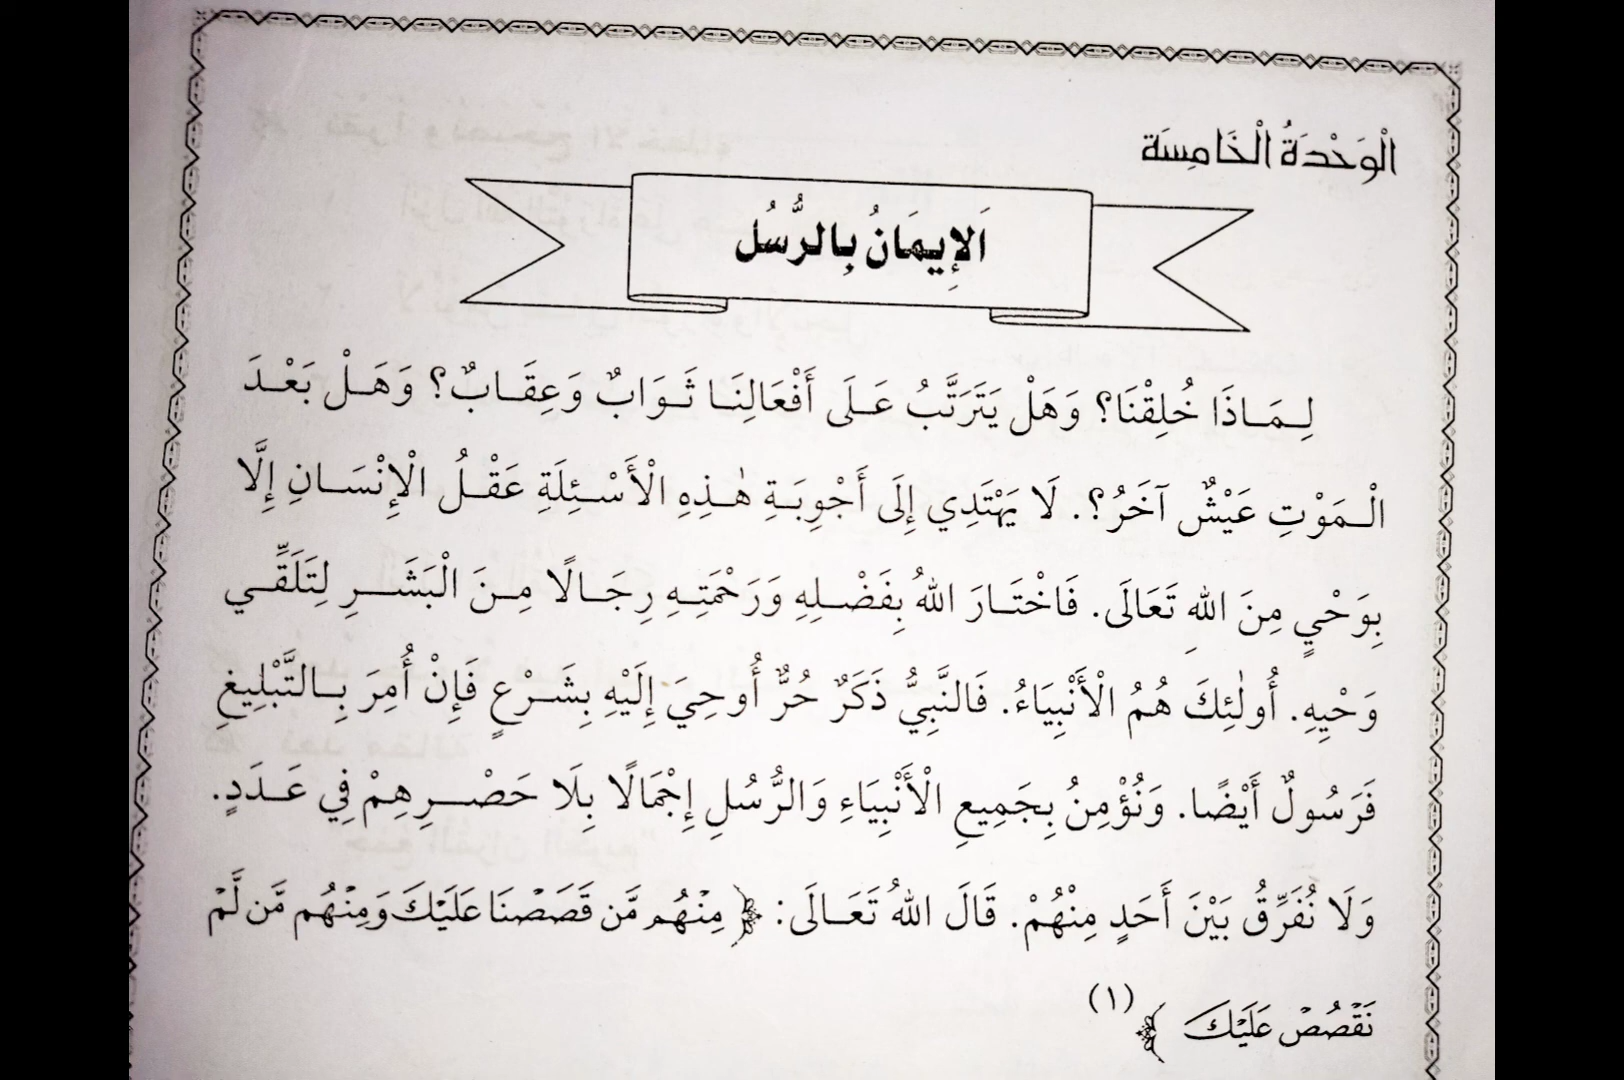 الْوَحْدَةُ الْخَامِسَة
اَلْإِيمَانُ بِالرُّسُل
لِمَاذَا خُلِقْنَا؟ وَهَلْ يَتَرَتَّبُ عَلَى أَفْعَالِنَا ثَوَابٌ وَعِقَابٌ؟ وَهَلْ بَعْدَ
الْمَوْتِ عَيْشٌ آخَرُ؟. لَا يَهْتَدِي إِلَى أَجْوِبَةِ هٰذِهِ الْأَسْئِلَةِ عَقْلُ الْإِنْسَانِ إِلَّا
بِوَحْيٍ مِنَ اللهِ تَعَالَى. فَاخْتَارَ اللهُ بِفَضْلِهِ وَرَحْمَتِهِ رِجَالًا مِنَ الْبَشَرِ لِتَلَقِّي
وَحْيِهِ. أُولٰئِكَ هُمُ الْأَنْبِيَاءُ. فَالنَّبِيُّ ذَكَرٌ حُرٌّ أُوحِيَ إِلَيْهِ بِشَرْعٍ فَإِنْ أُمِرَ بِالتَّبْلِيغِ
فَرَسُولٌ أَيْضًا. وَنُؤْمِنُ بِجَمِيعِ الْأَنْبِيَاءِ وَالرُّسُلِ إِجْمَالًا بِلَا حَصْرِهِمْ فِي عَدَدٍ.
وَلَا نُفَرِّقُ بَيْنَ أَحَدٍ مِنْهُمْ. قَالَ اللهُ تَعَالَى: ﴿ مِنْهُم مَّن قَصَصْنَا عَلَيْكَ وَمِنْهُم مَّن لَّمْ
نَقْصُصْ عَلَيْكَ ﴾ (١)